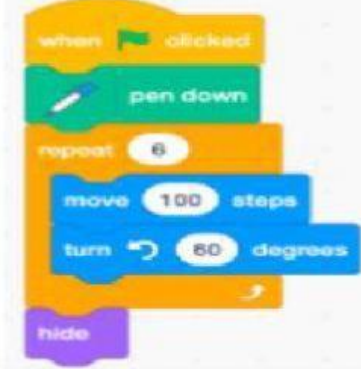 when clicked
pen down
repeat 6
move 100 steps
turn 60 degrees
hide